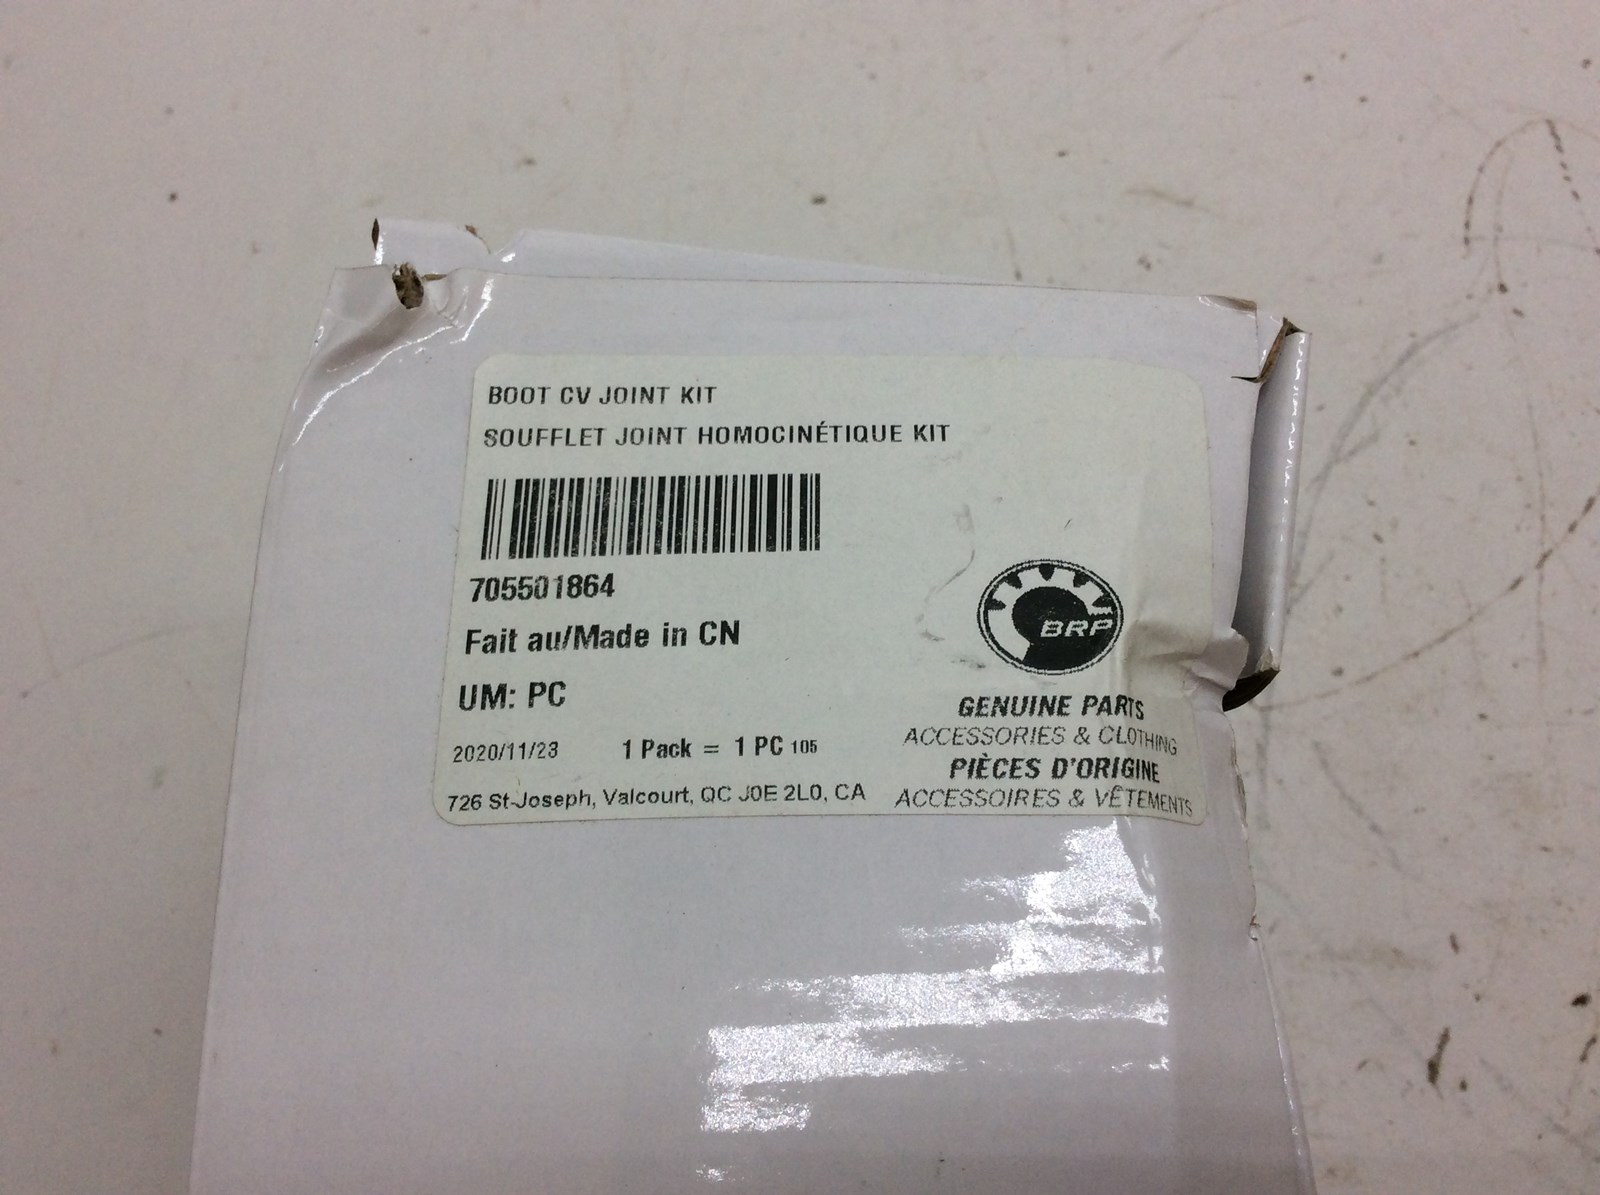 BOOT CV JOINT KIT
SOUFFLET JOINT HOMOCINÉTIQUE KIT
705501864
Fait au/Made in CN
UM: PC
2020/11/23 1 Pack = 1 PC 105
726 St-Joseph, Valcourt, QC J0E 2L0, CA
BRP
GENUINE PARTS
ACCESSORIES & CLOTHING
PIÈCES D'ORIGINE
ACCESSOIRES & VÊTEMENTS